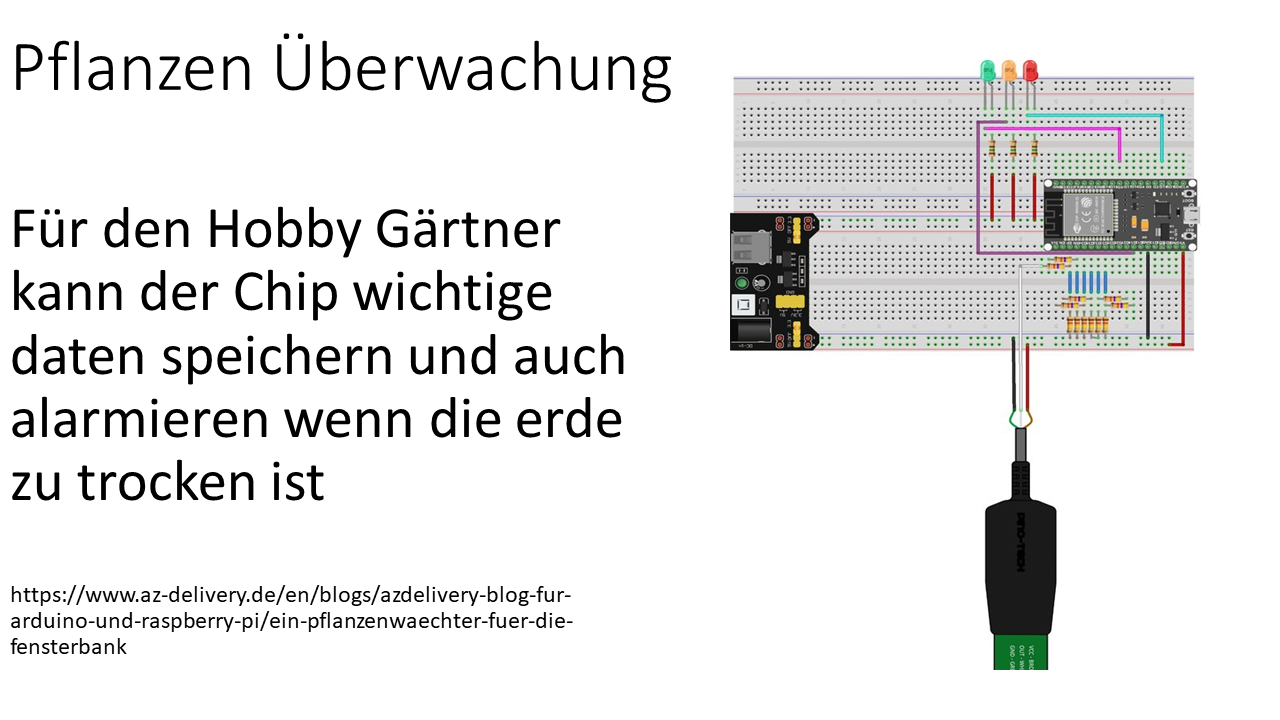 Pflanzen Überwachung
Für den Hobby Gärtner
kann der Chip wichtige
daten speichern und auch
alarmieren wenn die erde
zu trocken ist
https://www.az-delivery.de/en/blogs/azdelivery-blog-fur-
arduino-und-raspberry-pi/ein-pflanzenwaechter-fuer-die-
fensterbank